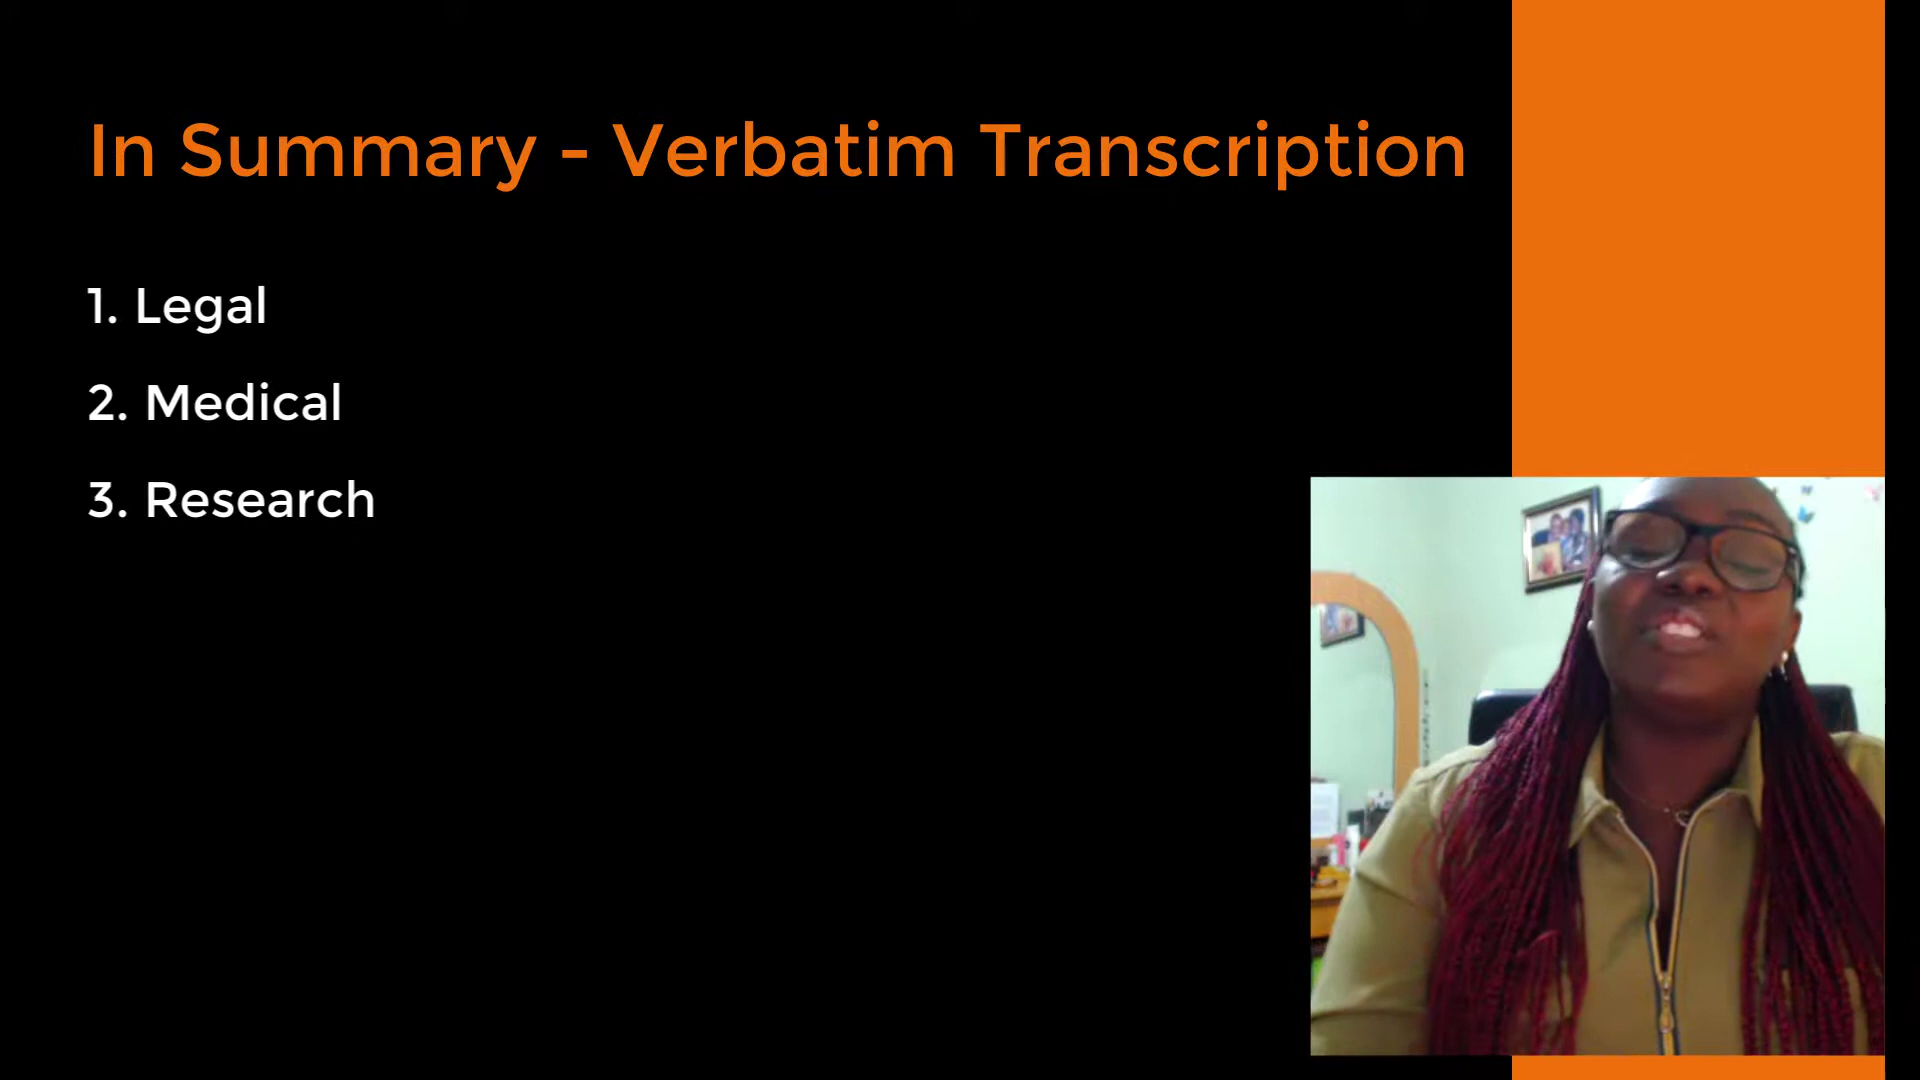 In Summary - Verbatim Transcription
1. Legal
2. Medical
3. Research